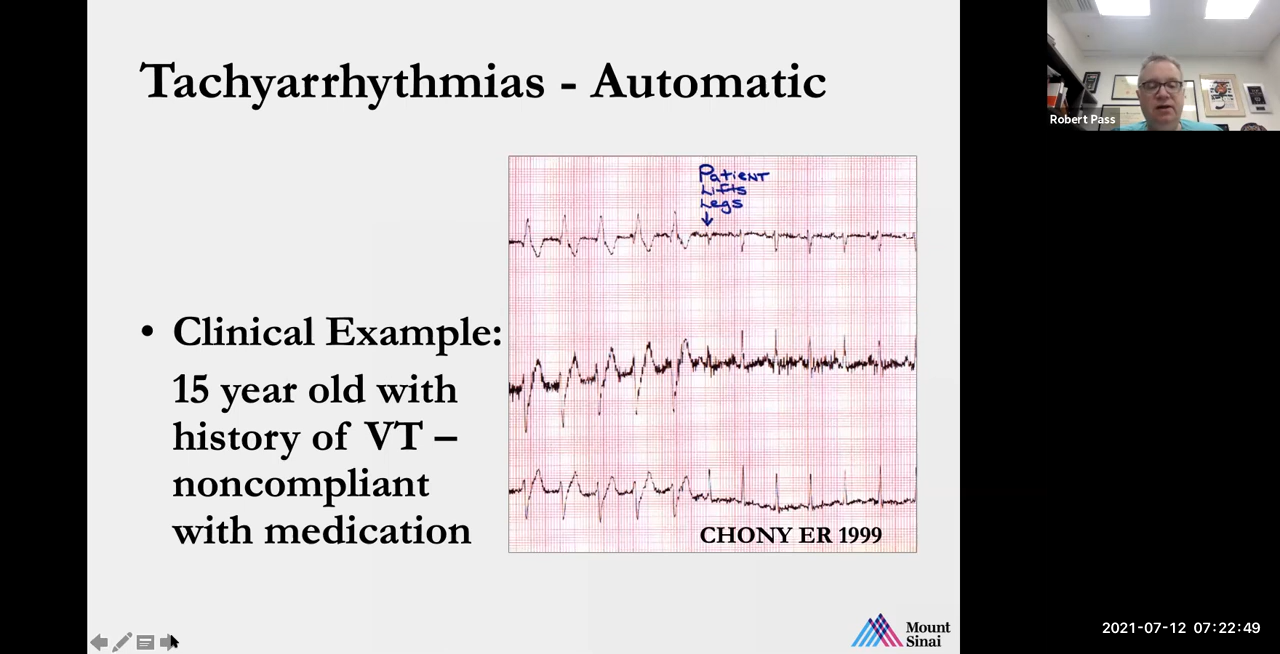 Tachyarrhythmias - Automatic
Robert Pass
Patient
Lifts
Legs
• Clinical Example:
15 year old with
history of VT –
noncompliant
with medication
CHONY ER 1999
Mount
Sinai
2021-07-12 07:22:49